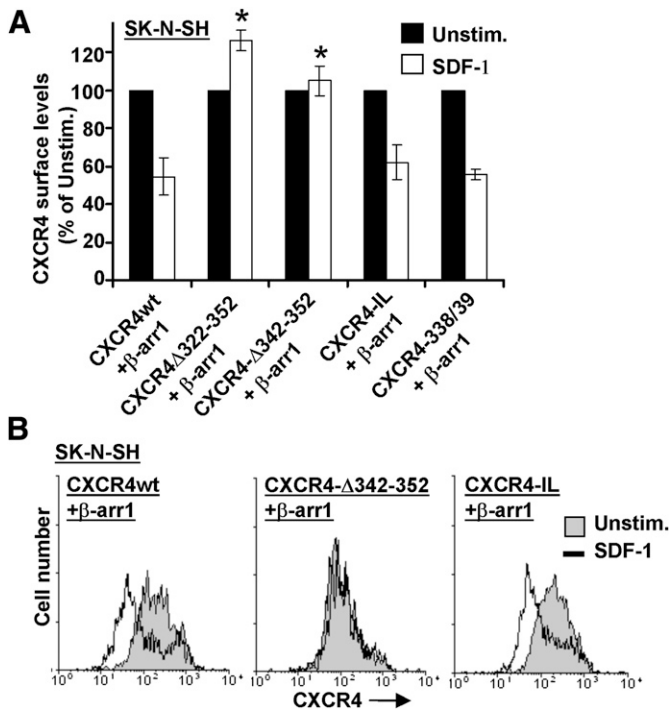 A
SK-N-SH
Unstim.
SDF-1
CXCR4 surface levels
(% of Unstim.)
120
100
80
60
40
20
0
*
*
CXCR4wt
+β-arr1
CXCR4Δ322-352
+ β-arr1
CXCR4-Δ342-352
+ β-arr1
CXCR4-IL
+ β-arr1
CXCR4-338/39
+ β-arr1
B
SK-N-SH
CXCR4wt
+β-arr1
CXCR4-Δ342-352
+β-arr1
CXCR4-IL
+β-arr1
Unstim.
SDF-1
Cell number
10⁰ 10¹ 10² 10³ 10⁴
10⁰ 10¹ 10² 10³ 10⁴
10⁰ 10¹ 10² 10³ 10⁴
CXCR4